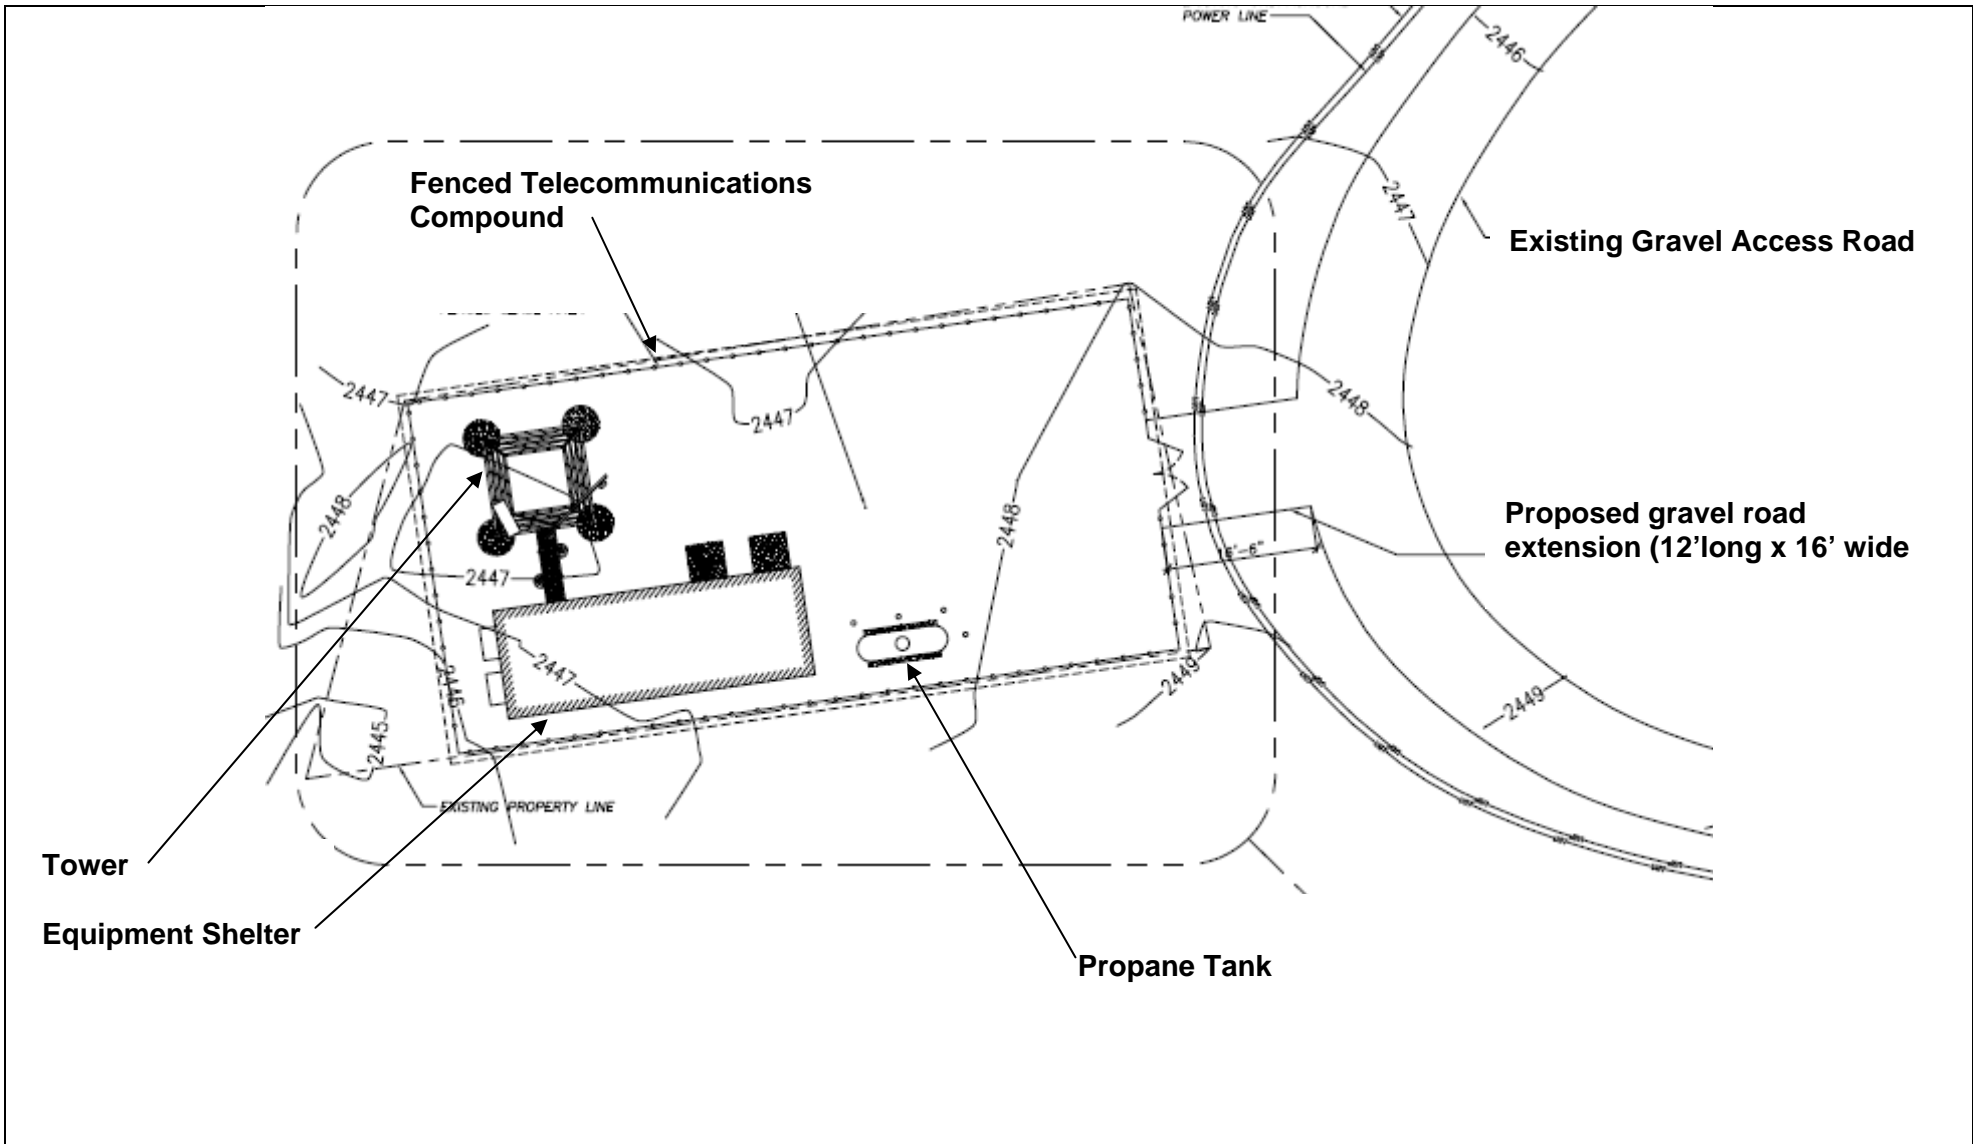 POWER LINE
2446
Fenced Telecommunications
Compound
2447
Existing Gravel Access Road
2447
2447
2448
2448
2448
Proposed gravel road
extension (12'long x 16' wide
6'-6"
2447
2447
2446
2449
2449
2445
EXISTING PROPERTY LINE
Tower
Equipment Shelter
Propane Tank